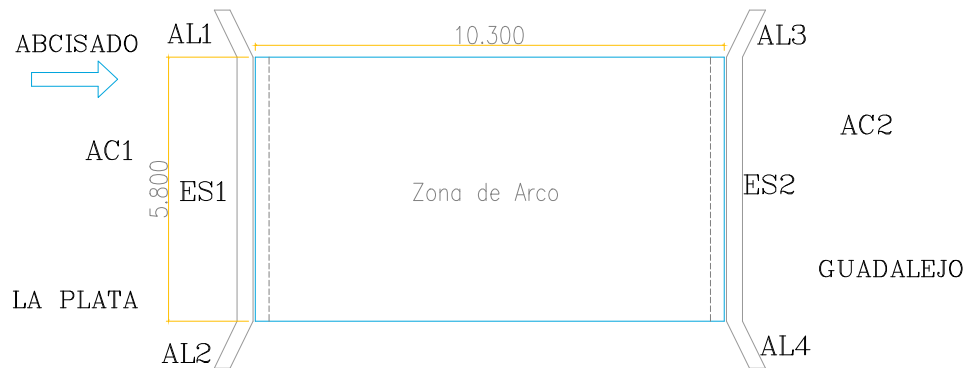 AL1
10.300
AL3
ABCISADO
AC2
AC1
5.800
ES1
Zona de Arco
ES2
GUADALEJO
LA PLATA
AL2
AL4